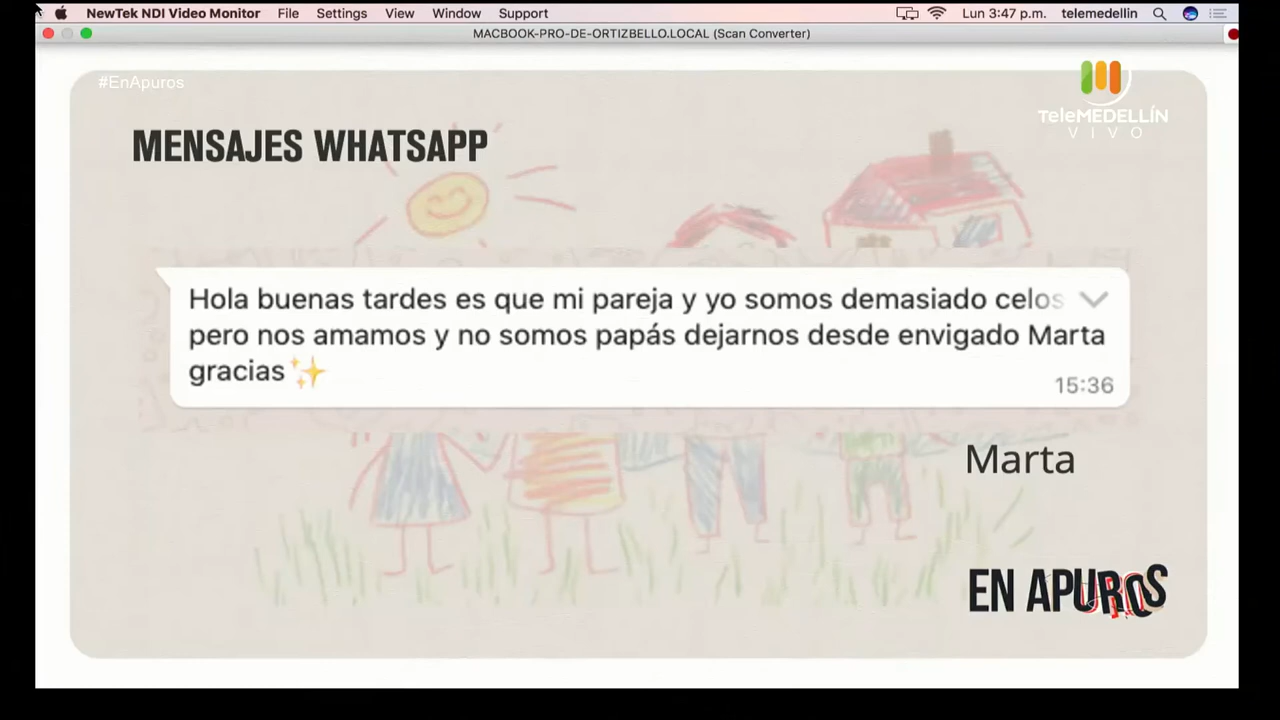 NewTek NDI Video Monitor File Settings View Window Support Lun 3:47 p.m. telemedellin
MACBOOK-PRO-DE-ORTIZBELLO.LOCAL (Scan Converter)
#EnApuros
TeleMEDELLÍN
VIVO
MENSAJES WHATSAPP
Hola buenas tardes es que mi pareja y yo somos demasiado celos
pero nos amamos y no somos papás dejarnos desde envigado Marta
gracias✨
15:36
Marta
EN APUROS